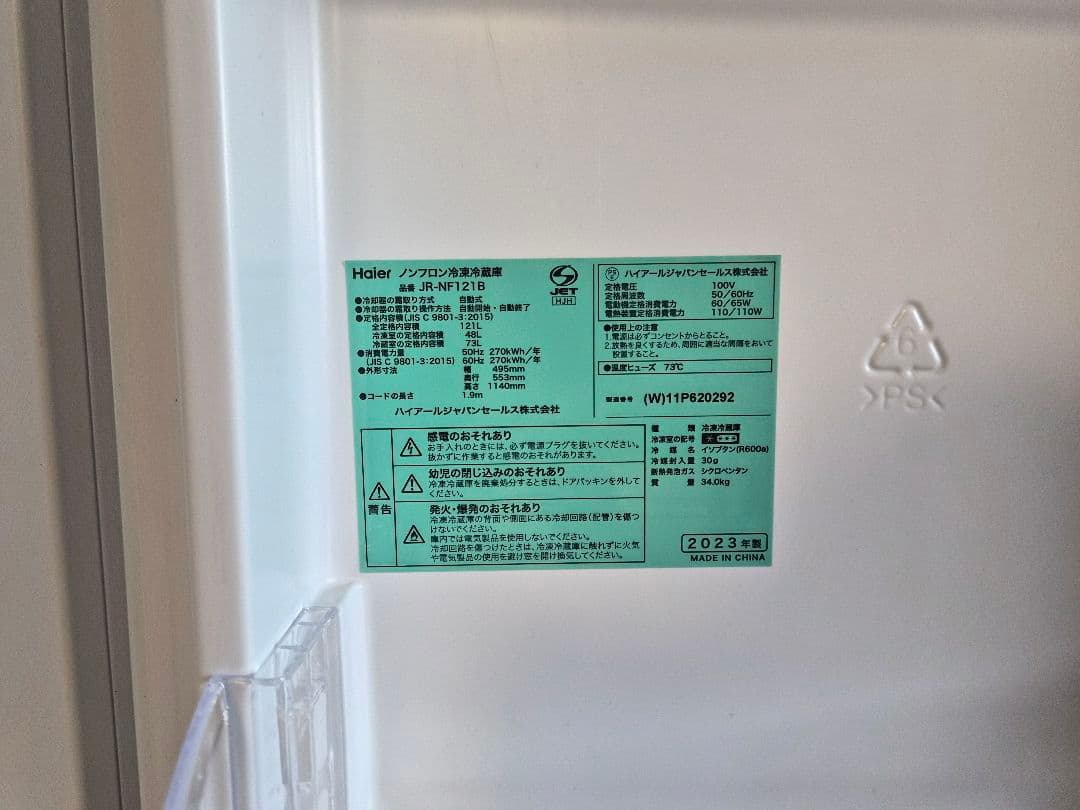 Haier ノンフロン冷凍冷蔵庫
品番 JR-NF121B
●冷却器の霜取り方式 自動式
●冷却器の霜取り操作方法 自動開始・自動終了
●定格内容積(JIS C 9801-3:2015)
全定格内容積 121L
冷凍室の定格内容積 48L
冷蔵室の定格内容積 73L
●消費電力量 50Hz 270kWh/年
(JIS C 9801-3:2015) 60Hz 270kWh/年
●外形寸法 幅 495mm
奥行 553mm
高さ 1140mm
●コードの長さ 1.9m
ハイアールジャパンセールス株式会社
JET
HJH
PS
E
ハイアールジャパンセールス株式会社
定格電圧 100V
定格周波数 50/60Hz
電動機定格消費電力 60/65W
電熱装置定格消費電力 110/110W
●使用上の注意
1.電源は必ずコンセントからとること。
2.放熱を良くするため、周囲に適当な間隔をおいて
設置すること。
●温度ヒューズ 73℃
製造番号 (W)11P620292
警告
感電のおそれあり
お手入れのときには、必ず電源プラグを抜いてください。
抜かずに作業すると感電のおそれがあります。
幼児の閉じ込みのおそれあり
冷凍冷蔵庫を廃棄処分するときは、ドアパッキンを外して
ください。
発火・爆発のおそれあり
冷凍冷蔵庫の背面や側面にある冷却回路(配管)を傷つ
けないでください。
庫内では電気製品を使用しないでください。
冷却回路を傷つけたときは、冷凍冷蔵庫に触れずに火気
や電気製品の使用を避け窓を開け換気してください。
種類 冷凍冷蔵庫
冷凍室の記号 * ***
冷媒名 イソブタン(R600a)
冷媒封入量 30g
断熱発泡ガス シクロペンタン
質量 34.0kg
2023年製
MADE IN CHINA
6
>PS<